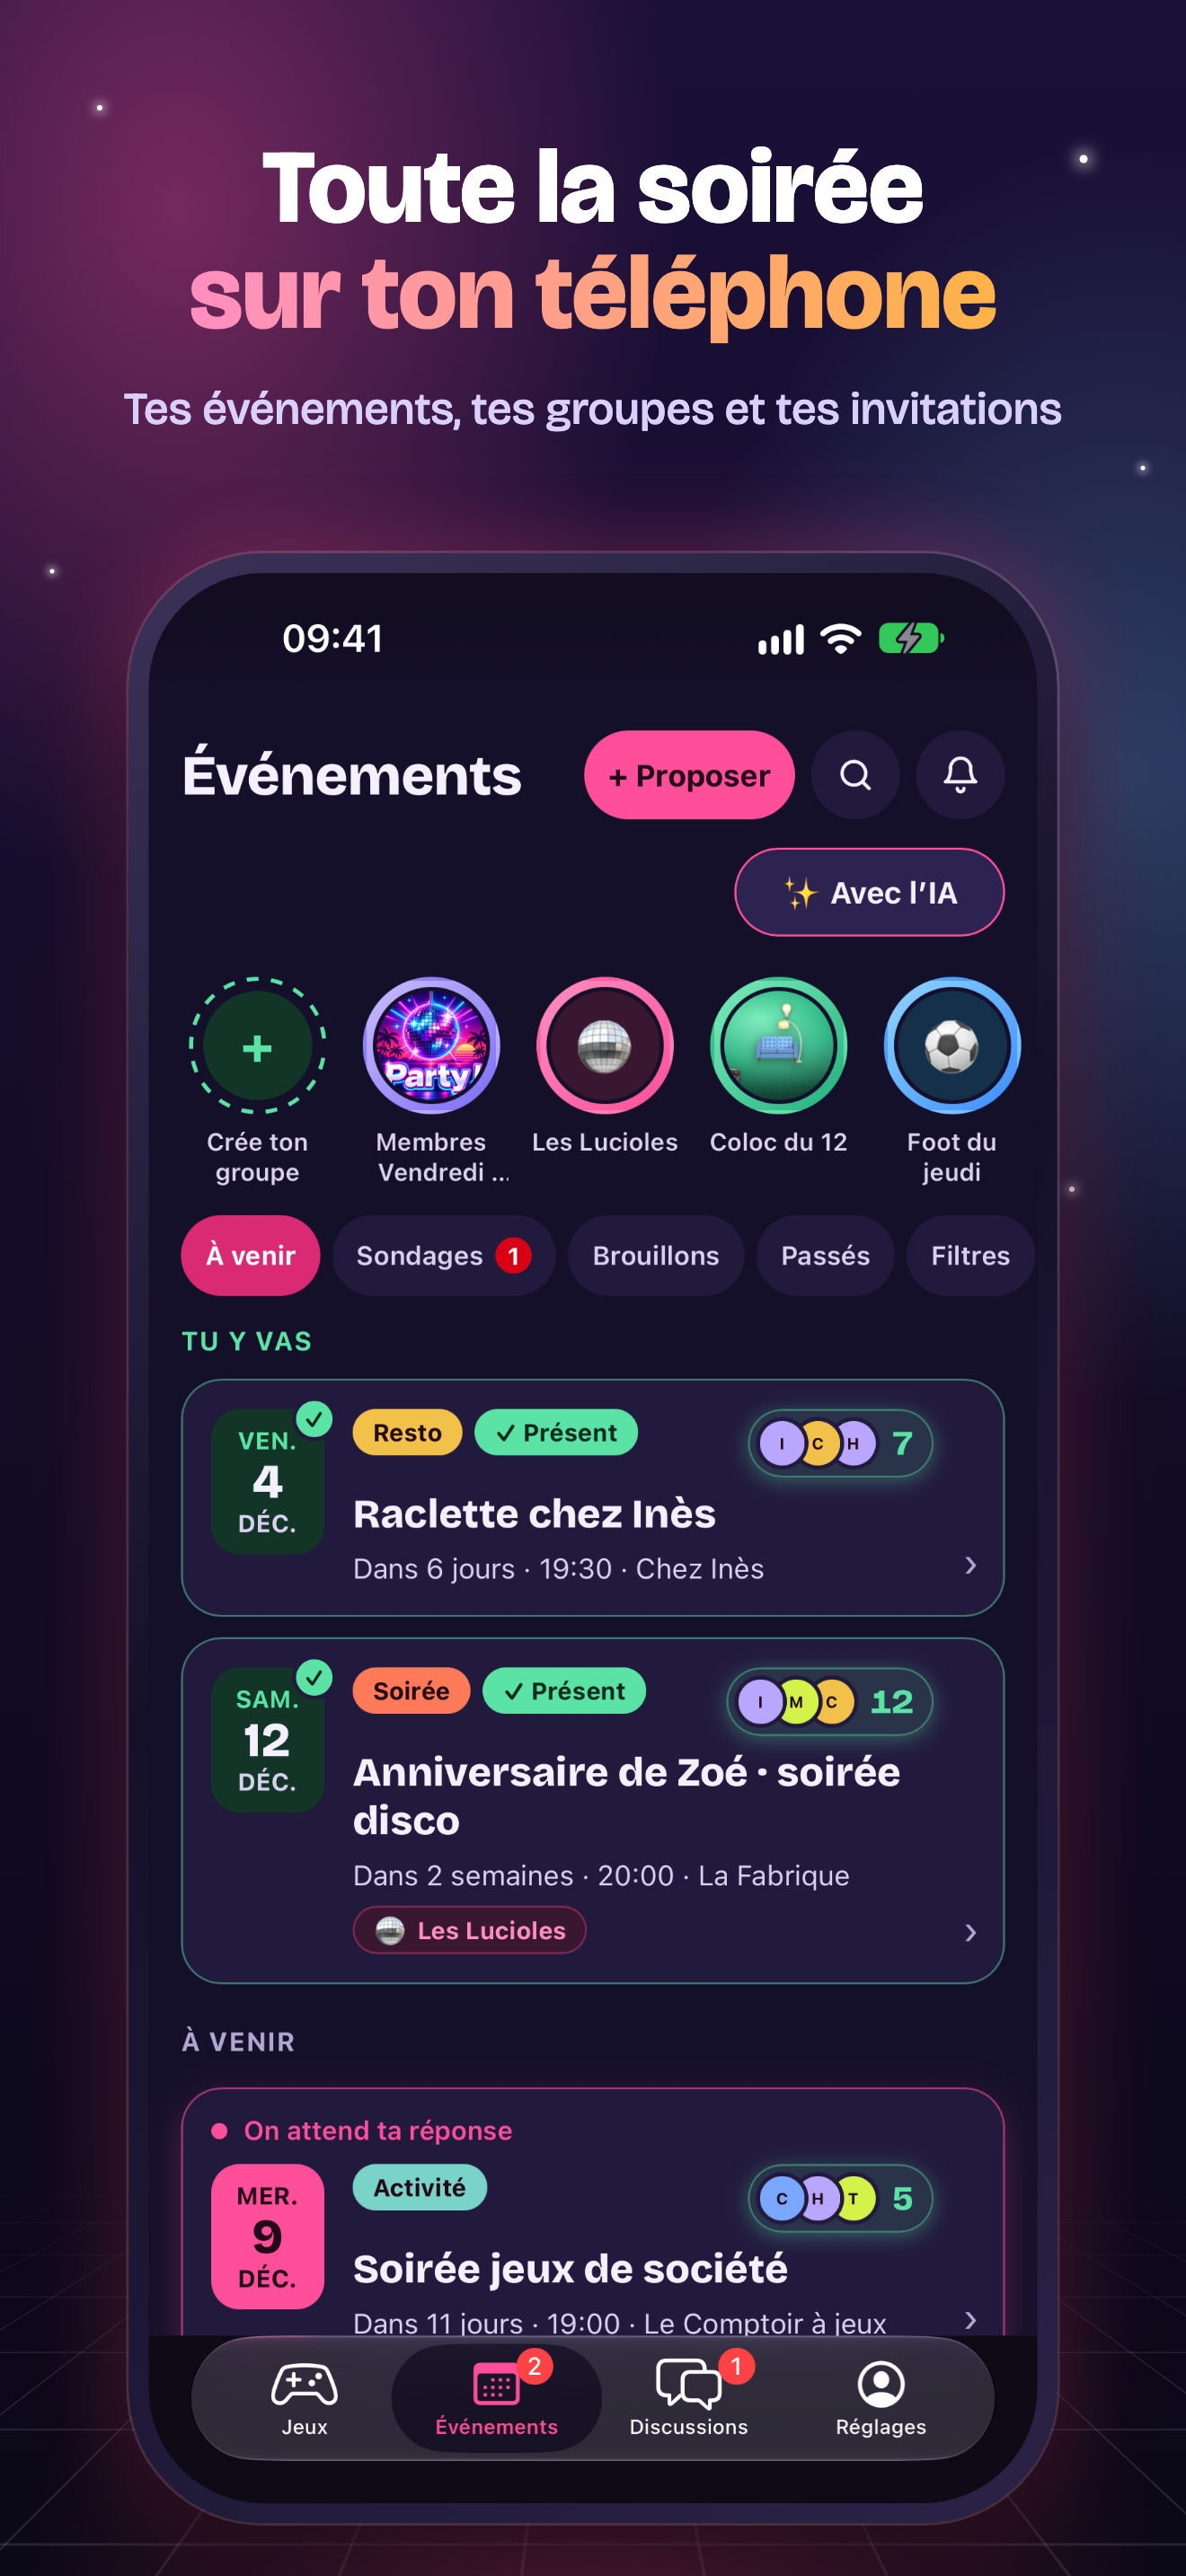 Toute la soirée
sur ton téléphone
Tes événements, tes groupes et tes invitations
09:41
Événements
+ Proposer
✨ Avec l’IA
+
Party!
Crée ton
groupe
Membres
Vendredi ...
Les Lucioles
Coloc du 12
Foot du
jeudi
À venir
Sondages 1
Brouillons
Passés
Filtres
TU Y VAS
VEN.
4
DÉC.
Resto
✓ Présent
I C H 7
Raclette chez Inès
Dans 6 jours · 19:30 · Chez Inès
SAM.
12
DÉC.
Soirée
✓ Présent
I M C 12
Anniversaire de Zoé · soirée
disco
Dans 2 semaines · 20:00 · La Fabrique
Les Lucioles
À VENIR
On attend ta réponse
MER.
9
DÉC.
Activité
C H T 5
Soirée jeux de société
Dans 11 jours · 19:00 · Le Comptoir à jeux
2
1
Jeux
Événements
Discussions
Réglages